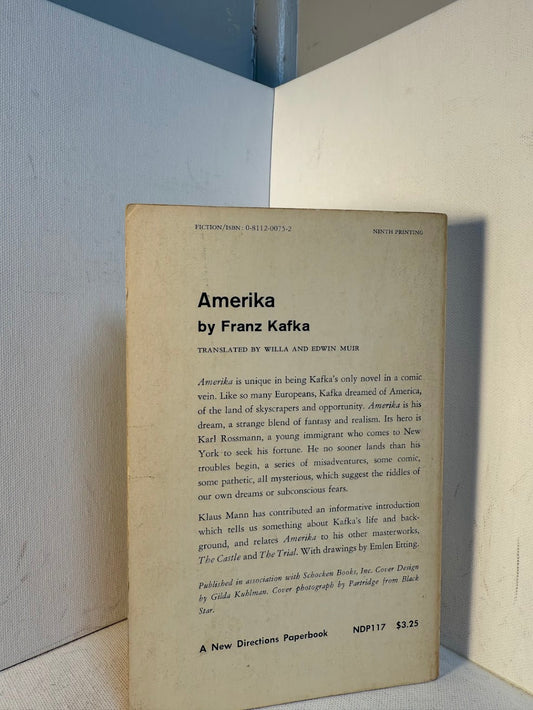 FICTION/ISBN: 0-8112-0075-2 NINTH PRINTING
Amerika
by Franz Kafka
TRANSLATED BY WILLA AND EDWIN MUIR
Amerika is unique in being Kafka's only novel in a comic
vein. Like so many Europeans, Kafka dreamed of America,
of the land of skyscrapers and opportunity. Amerika is his
dream, a strange blend of fantasy and realism. Its hero is
Karl Rossmann, a young immigrant who comes to New
York to seek his fortune. He no sooner lands than his
troubles begin, a series of misadventures, some comic,
some pathetic, all mysterious, which suggest the riddles of
our own dreams or subconscious fears.
Klaus Mann has contributed an informative introduction
which tells us something about Kafka's life and back-
ground, and relates Amerika to his other masterworks,
The Castle and The Trial. With drawings by Emlen Etting.
Published in association with Schocken Books, Inc. Cover Design
by Gilda Kuhlman. Cover photograph by Partridge from Black
Star.
A New Directions Paperbook NDP117 $3.25